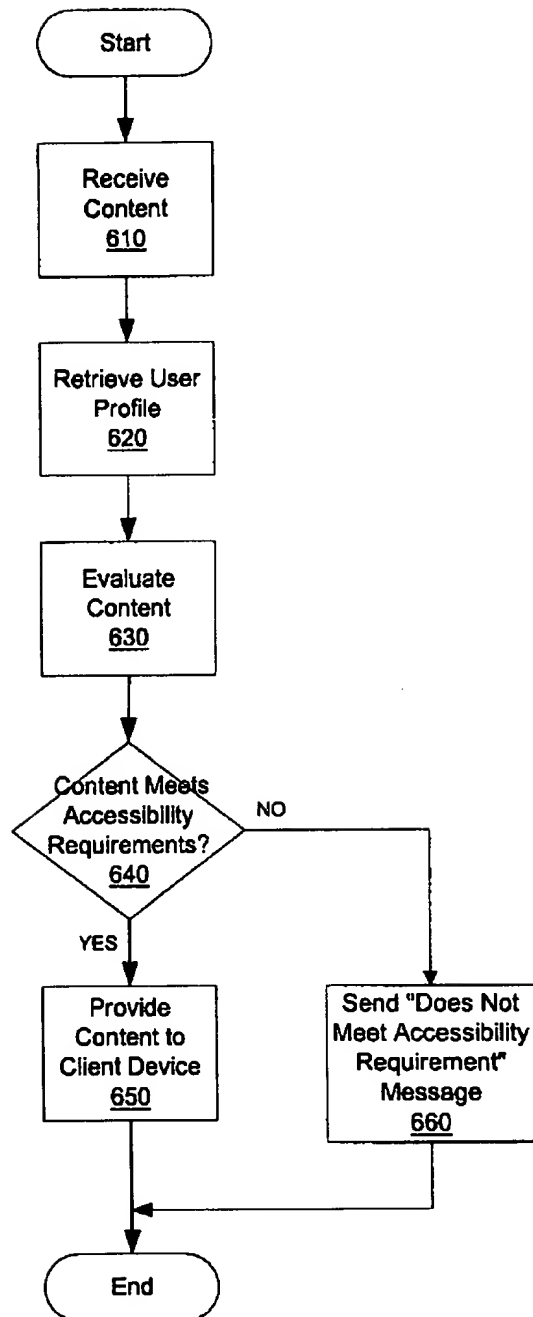 Start
Receive
Content
610
Retrieve User
Profile
620
Evaluate
Content
630
Content Meets
Accessibility
Requirements?
640
NO
YES
Provide
Content to
Client Device
650
Send "Does Not
Meet Accessibility
Requirement"
Message
660
End